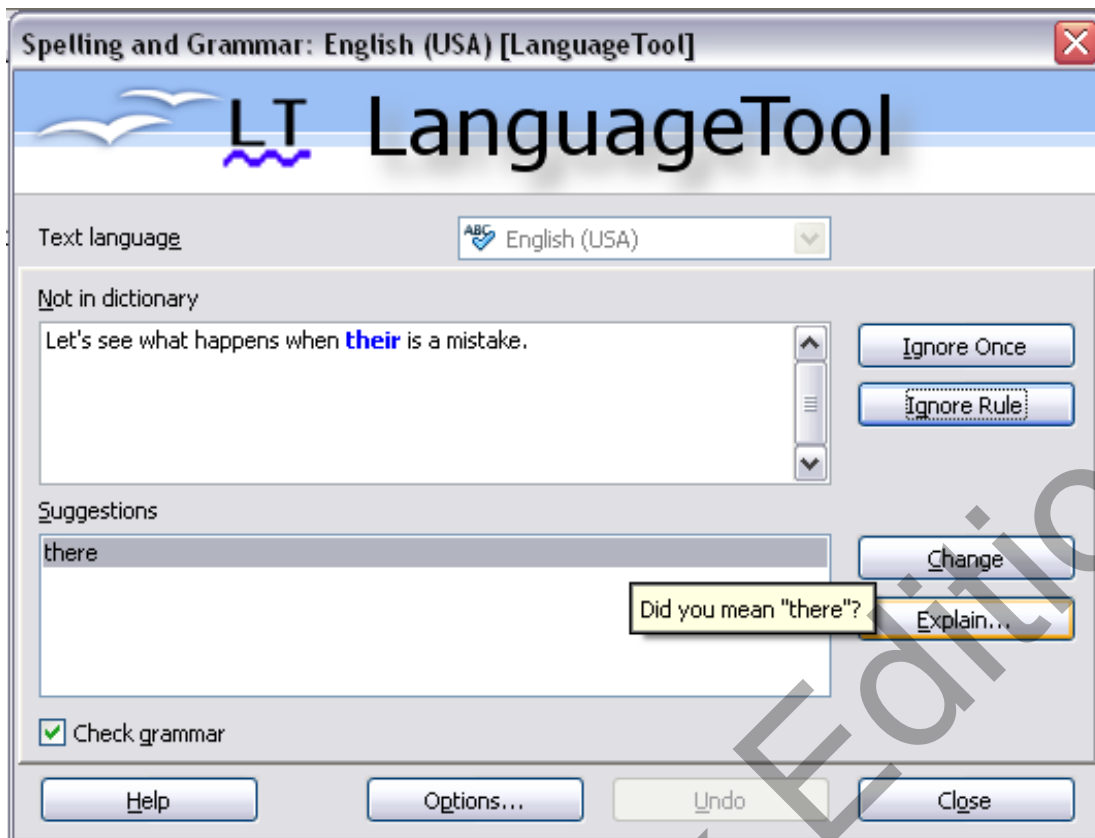 Spelling and Grammar: English (USA) [LanguageTool]
LT LanguageTool
Text language
ABC English (USA)
Not in dictionary
Let's see what happens when their is a mistake.
Ignore Once
Ignore Rule
Suggestions
there
Change
Did you mean "there"?
Explain...
Check grammar
Help Options... Undo Close